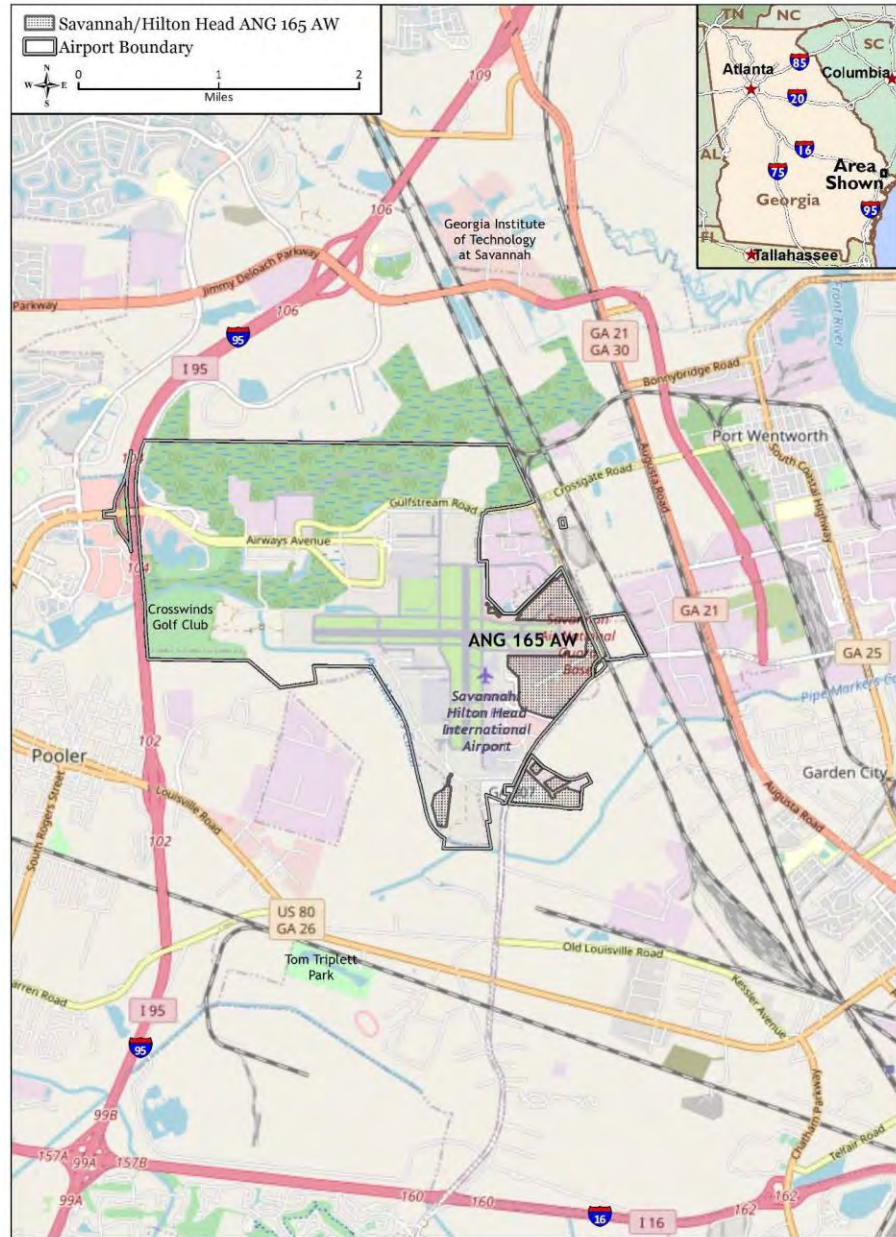 Savannah/Hilton Head ANG 165 AW
Airport Boundary
N
W E
S
0 1 2
Miles
TN NC
SC
85
Atlanta
Columbia
20
AL
16
75
Area
Shown
Georgia
95
FL
Tallahassee
109
106
Georgia Institute
of Technology
at Savannah
Jimmy Deloach Parkway
Parkway
106
95
I 95
GA 21
GA 30
Front River
Bonnybridge Road
Port Wentworth
Augusta Road
South Coastal Highway
Crossgate Road
Gulfstream Road
Airways Avenue
104
Crosswinds
Golf Club
GA 21
ANG 165 AW
Savannah
Air National
Guard
Base
GA 25
Savannah
Hilton Head
International
Airport
Pipe Makers Canal
102
Pooler
Garden City
Louisville Road
South Rogers Street
102
Augusta Road
US 80
GA 26
Old Louisville Road
Tom Triplett
Park
Kessler Avenue
I 95
95
99B
Chatham Parkway
Telfair Road
157A
99A
157B
99A
160
160
16
I 16
162
162